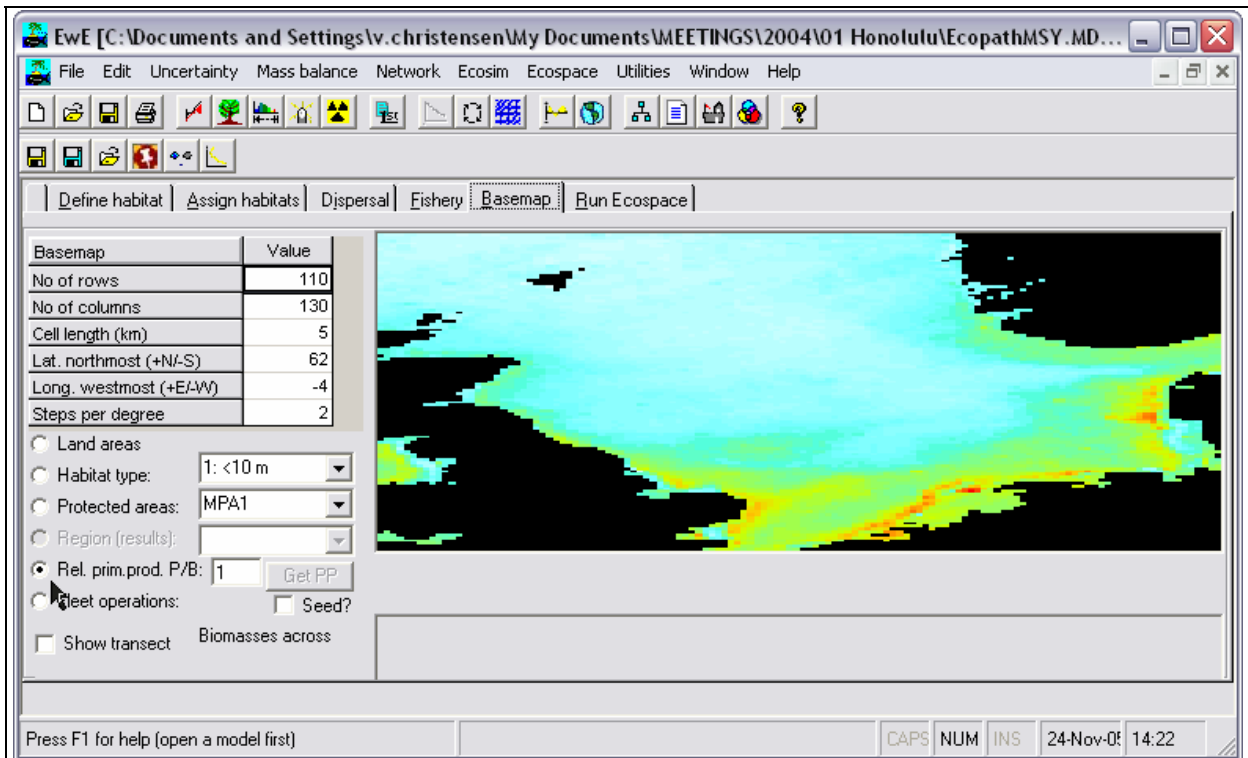 EwE [C:\Documents and Settings\v.christensen\My Documents\MEETINGS\2004\01 Honolulu\EcopathMSY.MD...
File Edit Uncertainty Mass balance Network Ecosim Ecospace Utilities Window Help
1st
Define habitat Assign habitats Dispersal Fishery Basemap Run Ecospace
Basemap Value
No of rows 110
No of columns 130
Cell length (km) 5
Lat. northmost (+N/-S) 62
Long. westmost (+E/-W) -4
Steps per degree 2
Land areas
Habitat type: 1: <10 m
Protected areas: MPA1
Region (results):
Rel. prim.prod. P/B: 1 Get PP
Fleet operations: Seed?
Show transect Biomasses across
Press F1 for help (open a model first) CAPS NUM INS 24-Nov-05 14:22